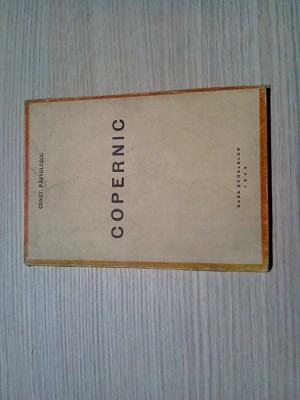 CONST. PÂRVULESCU
COPERNIC
CASA ȘCOALELOR
1943